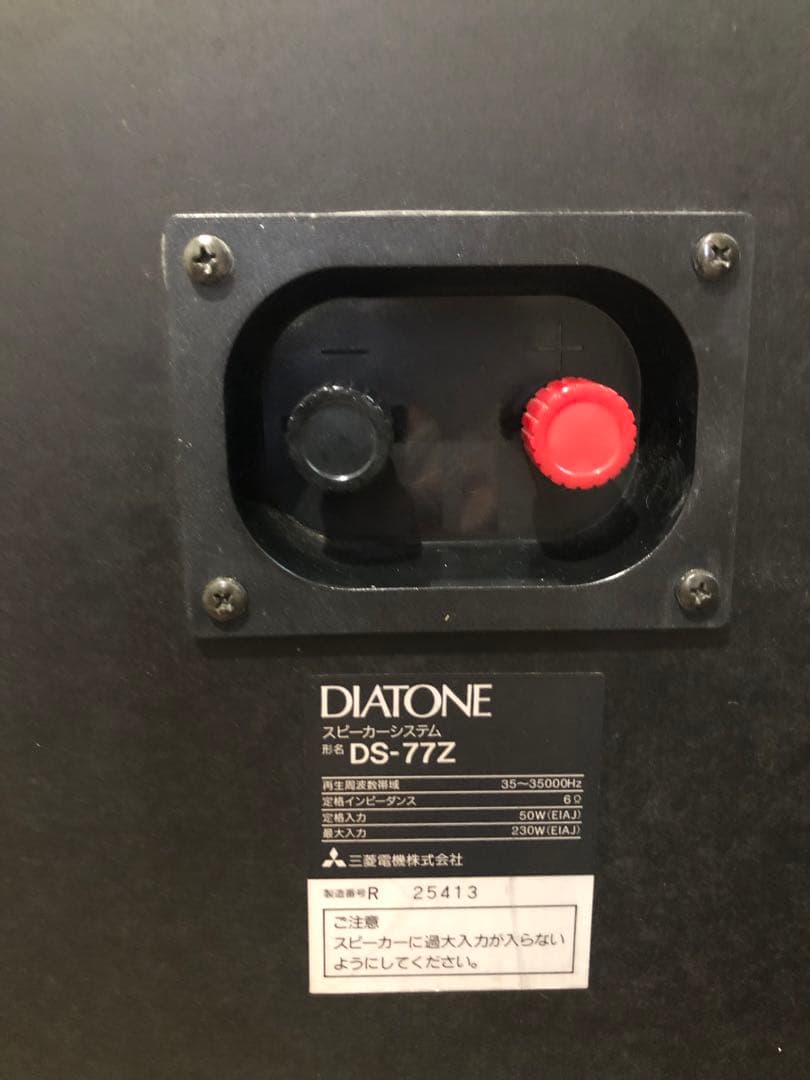 − +
DIATONE
スピーカーシステム
形名 DS-77Z
再生周波数帯域 35～35000Hz
定格インピーダンス 6Ω
定格入力 50W(EIAJ)
最大入力 230W(EIAJ)
三菱電機株式会社
製造番号R 25413
ご注意
スピーカーに過大入力が入らない
ようにしてください。